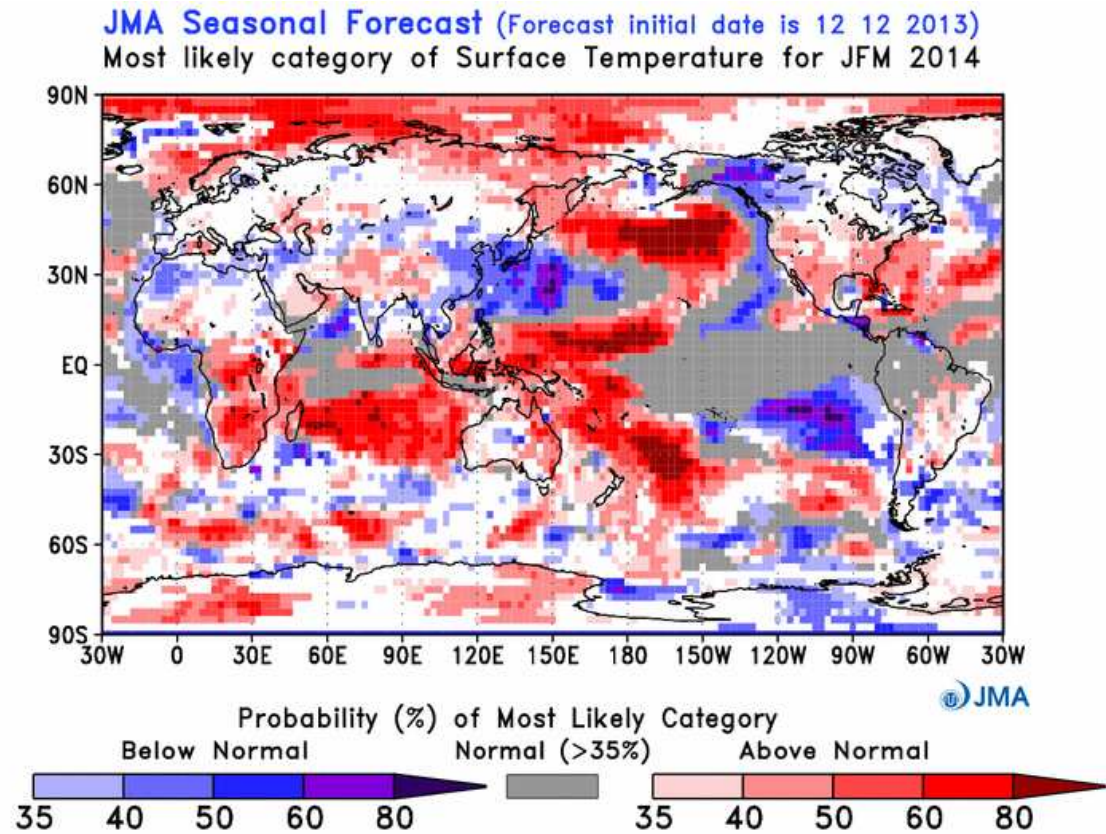 JMA Seasonal Forecast (Forecast initial date is 12 12 2013)
Most likely category of Surface Temperature for JFM 2014
90N
60N
30N
EQ
30S
60S
90S
30W 0 30E 60E 90E 120E 150E 180 150W 120W 90W 60W 30W
JMA
Probability (%) of Most Likely Category
Below Normal Normal (>35%) Above Normal
35 40 50 60 80 35 40 50 60 80